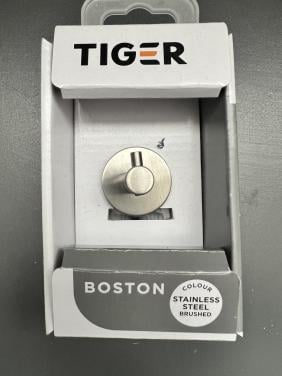 TIGER
BOSTON
COLOUR
STAINLESS
STEEL
BRUSHED